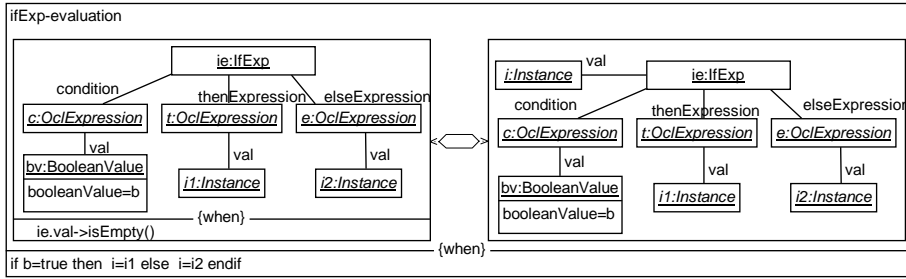 ifExp-evaluation
ie:IfExp
condition
thenExpression
elseExpression
c:OclExpression
t:OclExpression
e:OclExpression
val
val
val
bv:BooleanValue
booleanValue=b
i1:Instance
i2:Instance
{when}
ie.val->isEmpty()
i:Instance
val
ie:IfExp
condition
thenExpression
elseExpression
c:OclExpression
t:OclExpression
e:OclExpression
val
val
val
bv:BooleanValue
booleanValue=b
i1:Instance
i2:Instance
{when}
if b=true then i=i1 else i=i2 endif